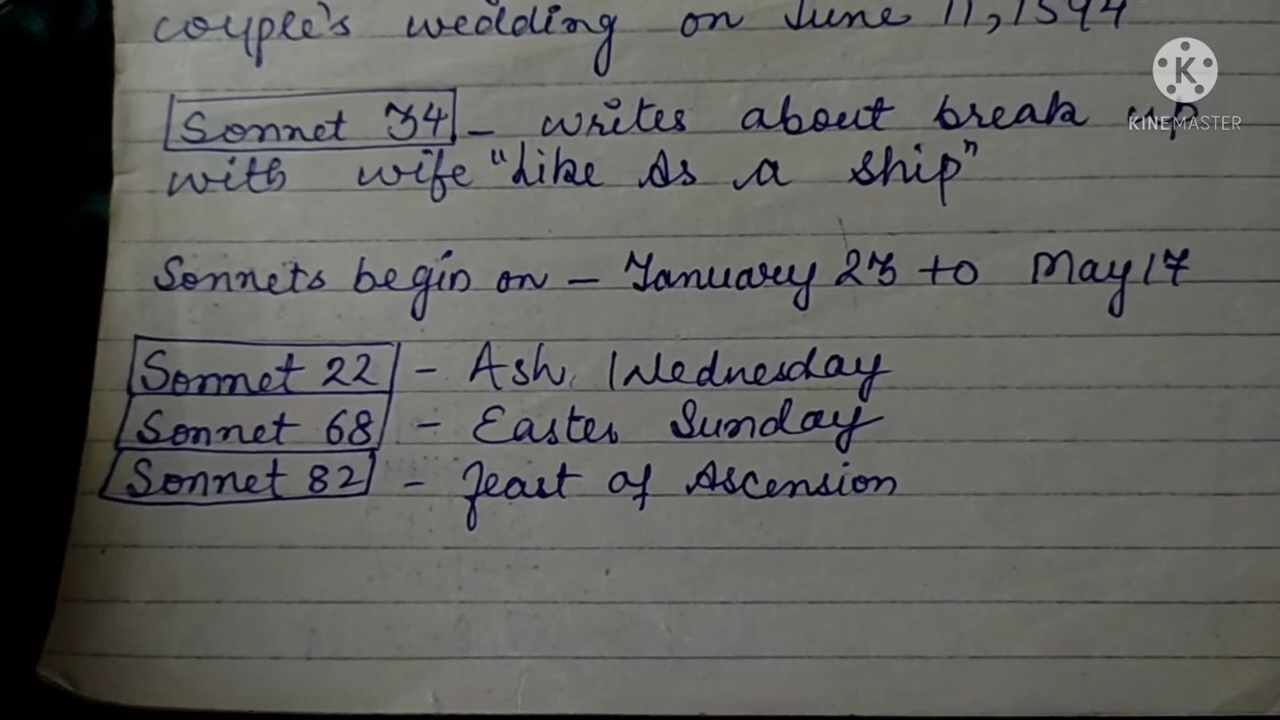 couple's wedding on June 11, 1594
Sonnet 34 - writes about break up
with wife "Like As a ship"
Sonnets begin on - January 23 to May 17
Sonnet 22 - Ash Wednesday
Sonnet 68 - Easter Sunday
Sonnet 82 - Feast of Ascension
K
KINEMASTER